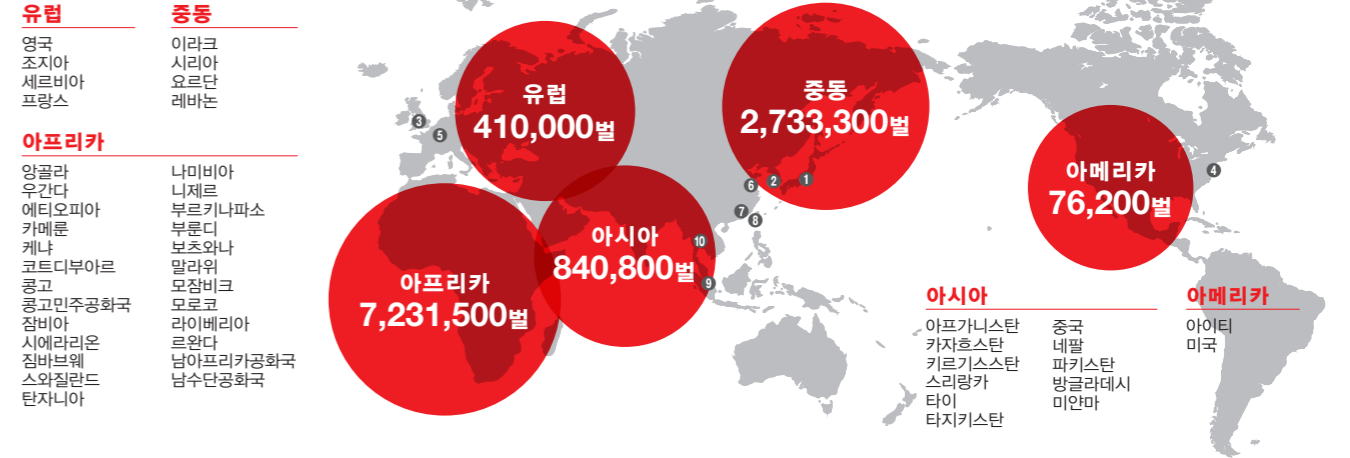 유럽
영국
조지아
세르비아
프랑스
중동
이라크
시리아
요르단
레바논
아프리카
앙골라
우간다
에티오피아
카메룬
케냐
코트디부아르
콩고
콩고민주공화국
잠비아
시에라리온
짐바브웨
스와질란드
탄자니아
나미비아
니제르
부르키나파소
부룬디
보츠와나
말라위
모잠비크
모로코
라이베리아
르완다
남아프리카공화국
남수단공화국
유럽
410,000벌
중동
2,733,300벌
아메리카
76,200벌
아시아
840,800벌
아프리카
7,231,500벌
3
5
6
2
1
4
7
8
10
9
아시아
아프가니스탄
카자흐스탄
키르기스스탄
스리랑카
타이
타지키스탄
중국
네팔
파키스탄
방글라데시
미얀마
아메리카
아이티
미국